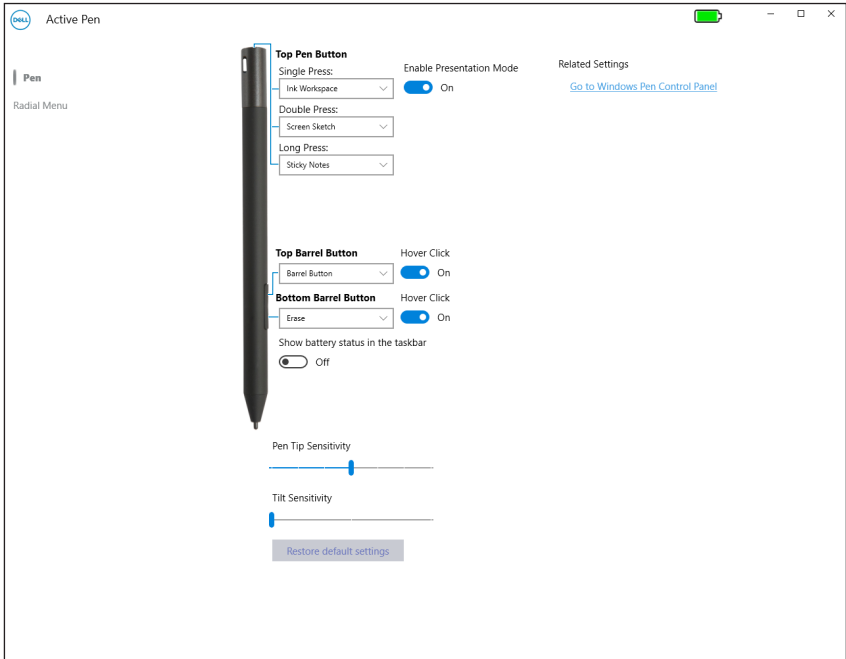 DELL
Active Pen
Pen
Radial Menu
Top Pen Button
Single Press:
Ink Workspace
Enable Presentation Mode
On
Double Press:
Screen Sketch
Long Press:
Sticky Notes
Related Settings
Go to Windows Pen Control Panel
Top Barrel Button
Hover Click
Barrel Button
On
Bottom Barrel Button
Hover Click
Erase
On
Show battery status in the taskbar
Off
Pen Tip Sensitivity
Tilt Sensitivity
Restore default settings